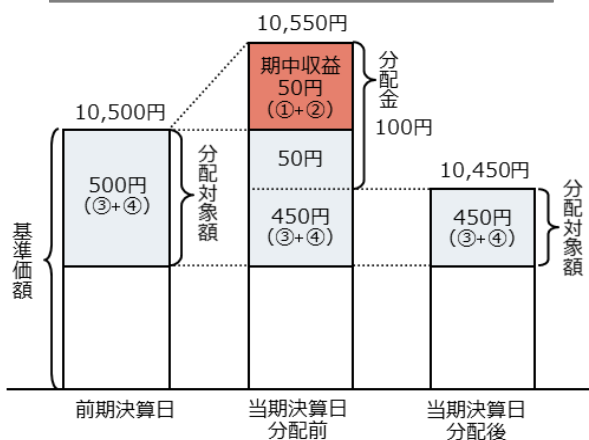 10,550円
期中収益
50円
(①+②)
分配金
100円
10,500円
50円
500円
(③+④)
分配対象額
450円
(③+④)
10,450円
450円
(③+④)
分配対象額
基準価額
前期決算日
当期決算日
分配前
当期決算日
分配後